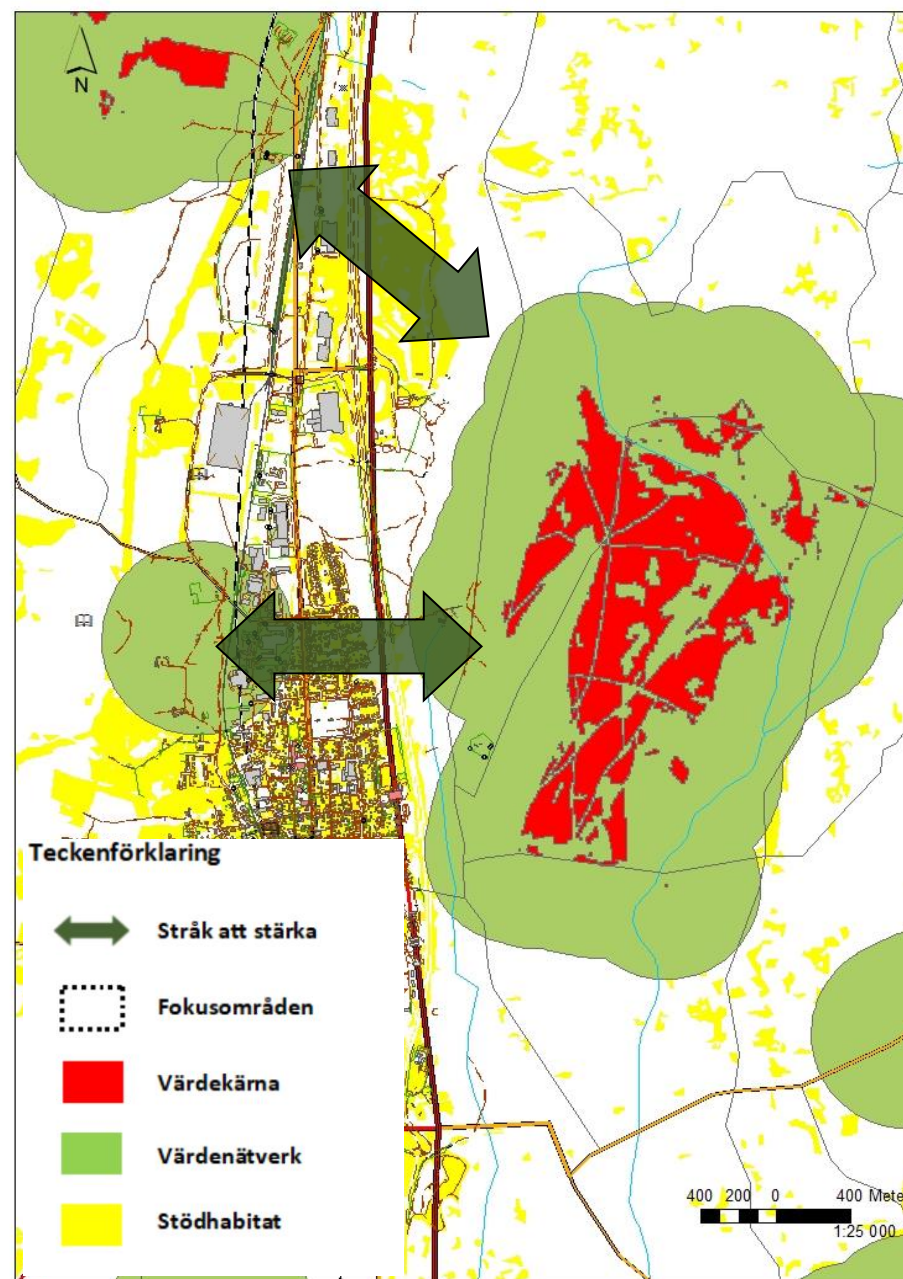 N
Teckenförklaring
Stråk att stärka
Fokusområden
Värdekärna
Värdenätverk
Stödhabitat
400 200 0 400 Mete
1:25 000